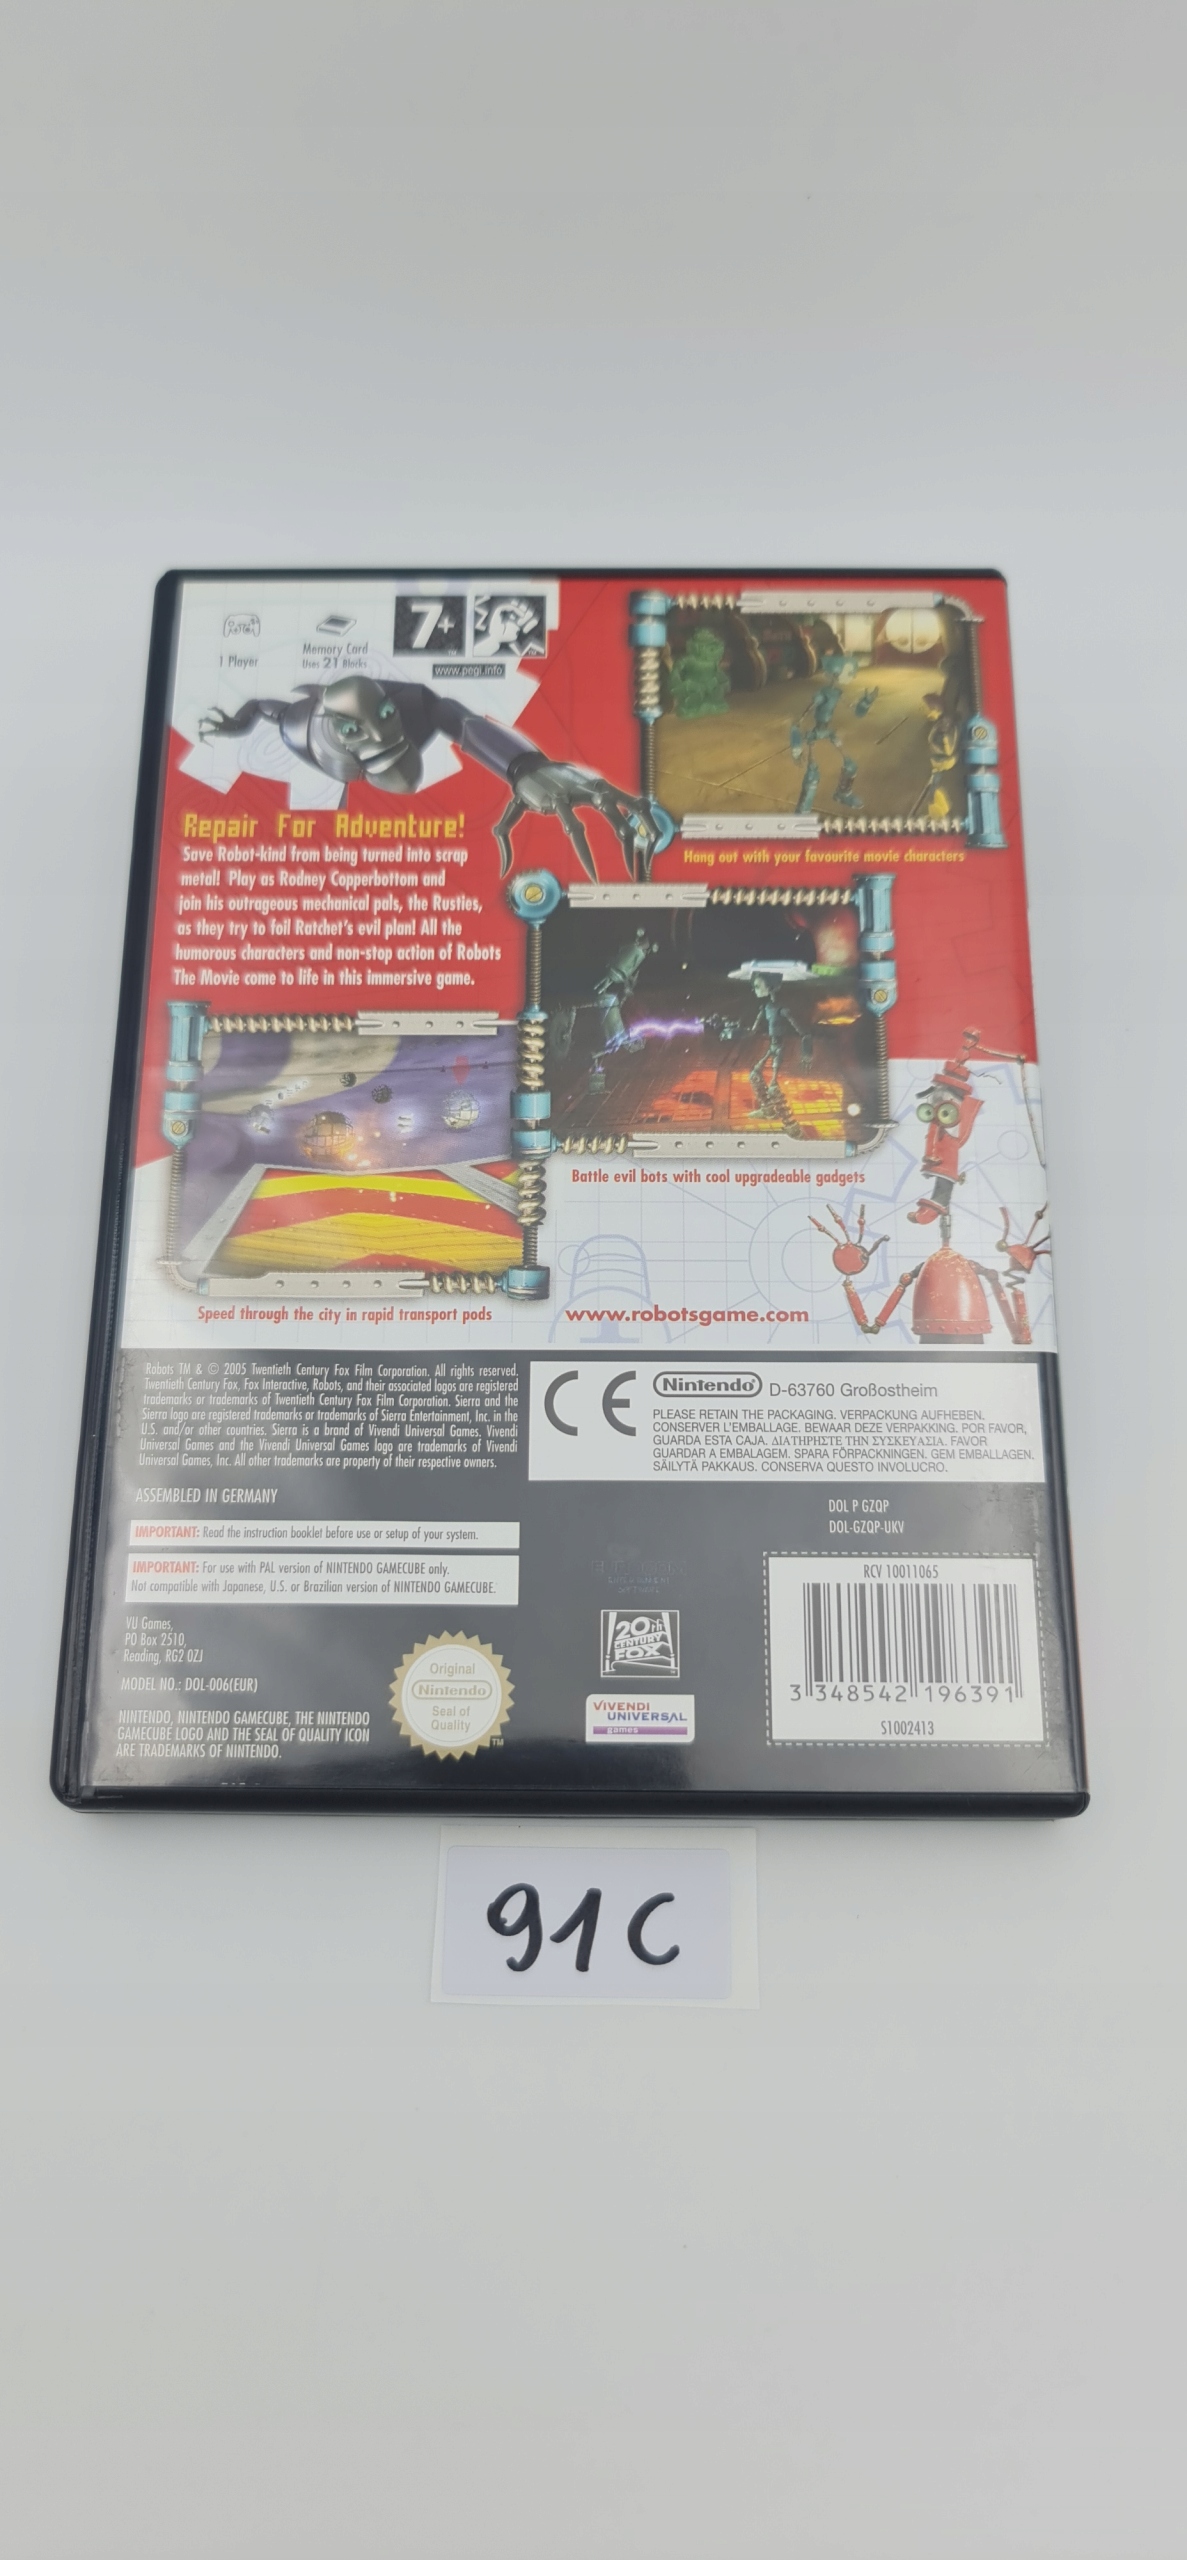 1 Player
Memory Card
Uses 21 Blocks
7+
www.pegi.info
Repair For Adventure!
Save Robot-kind from being turned into scrap
metal! Play as Rodney Copperbottom and
join his outrageous mechanical pals, the Rusties,
as they try to foil Ratchet's evil plan! All the
humorous characters and non-stop action of Robots
The Movie come to life in this immersive game.
Hang out with your favourite movie characters
Battle evil bots with cool upgradeable gadgets
Speed through the city in rapid transport pods
www.robotsgame.com
Robots TM & © 2005 Twentieth Century Fox Film Corporation. All rights reserved.
Twentieth Century Fox, Fox Interactive, Robots, and their associated logos are registered
trademarks or trademarks of Twentieth Century Fox Film Corporation. Sierra and the
Sierra logo are registered trademarks or trademarks of Sierra Entertainment, Inc. in the
U.S. and/or other countries. Sierra is a brand of Vivendi Universal Games. Vivendi
Universal Games and the Vivendi Universal Games logo are trademarks of Vivendi
Universal Games, Inc. All other trademarks are property of their respective owners.
CE
Nintendo® D-63760 Großostheim
PLEASE RETAIN THE PACKAGING. VERPACKUNG AUFHEBEN.
CONSERVER L'EMBALLAGE. BEWAAR DEZE VERPAKKING. POR FAVOR,
GUARDA ESTA CAJA. ΔΙΑΤΗΡΗΣΤΕ ΤΗΝ ΣΥΣΚΕΥΑΣΙΑ. FAVOR
GUARDAR A EMBALAGEM. SPARA FÖRPACKNINGEN. GEM EMBALLAGEN.
SÄILYTÄ PAKKAUS. CONSERVA QUESTO INVOLUCRO.
ASSEMBLED IN GERMANY
IMPORTANT: Read the instruction booklet before use or setup of your system.
IMPORTANT: For use with PAL version of NINTENDO GAMECUBE only.
Not compatible with Japanese, U.S. or Brazilian version of NINTENDO GAMECUBE.
VU Games,
PO Box 2510,
Reading, RG2 0ZJ
MODEL NO.: DOL-006(EUR)
NINTENDO, NINTENDO GAMECUBE, THE NINTENDO
GAMECUBE LOGO AND THE SEAL OF QUALITY ICON
ARE TRADEMARKS OF NINTENDO.
Original
Nintendo
Seal of
Quality
TM
20th
CENTURY
FOX
VIVENDI
UNIVERSAL
games
DOL P GZQP
DOL-GZQP-UKV
RCV 10011065
3 348542 196391
S1002413
91C